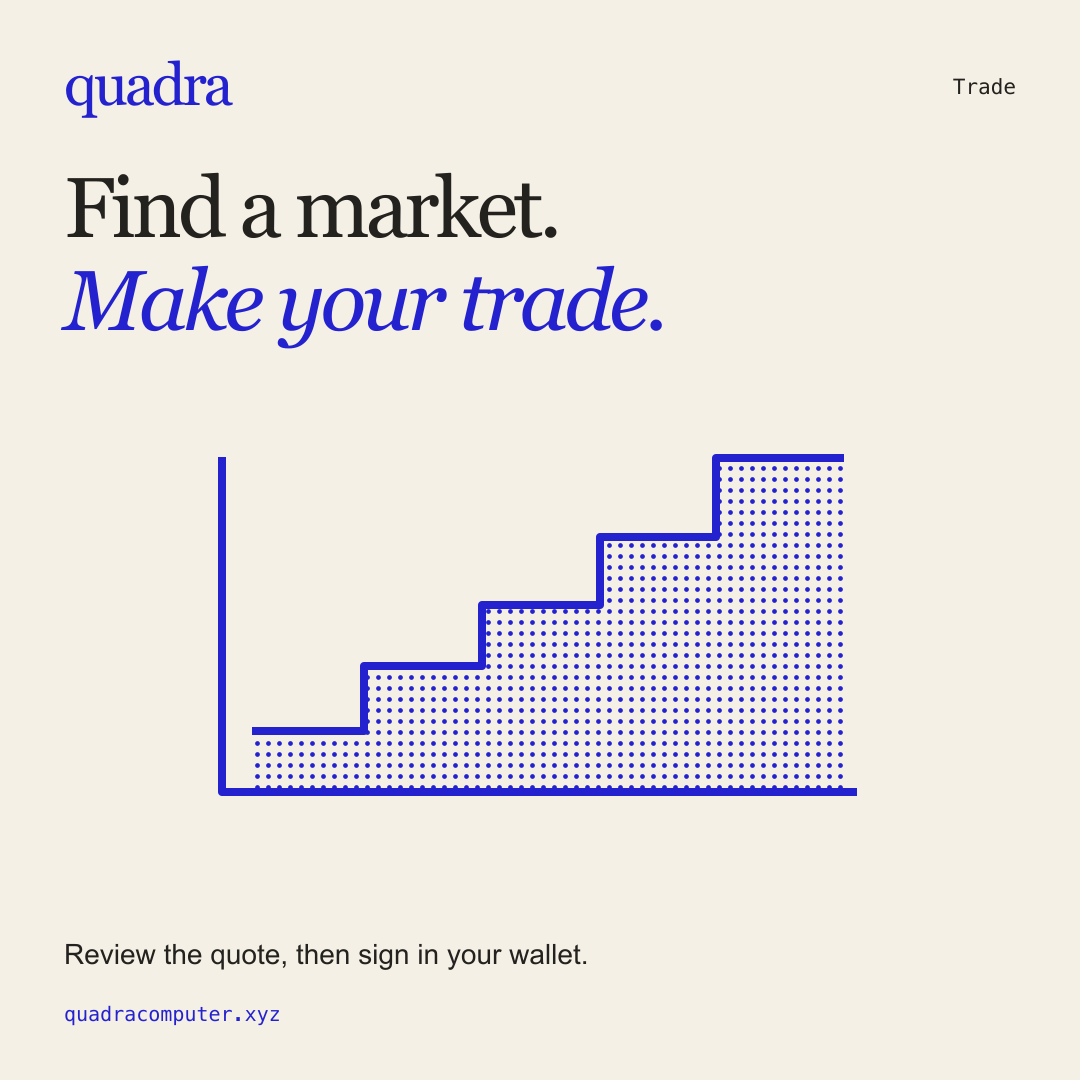 quadra
Trade
Find a market.
Make your trade.
Review the quote, then sign in your wallet.
quadracomputer.xyz